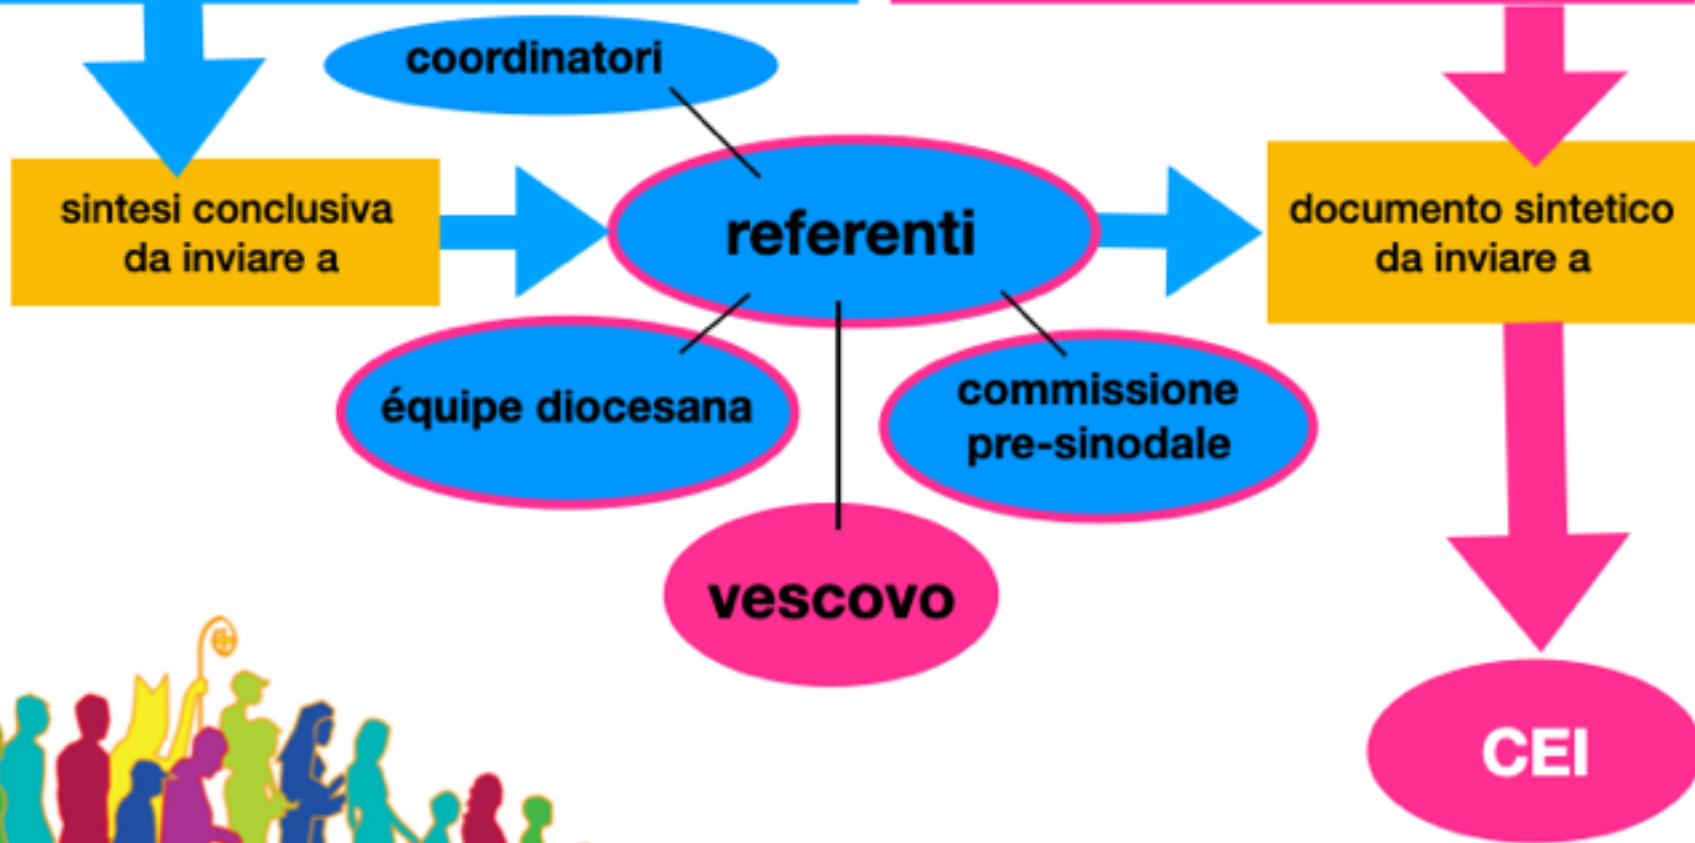 coordinatori
sintesi conclusiva
da inviare a
referenti
documento sintetico
da inviare a
équipe diocesana
commissione
pre-sinodale
vescovo
CEI